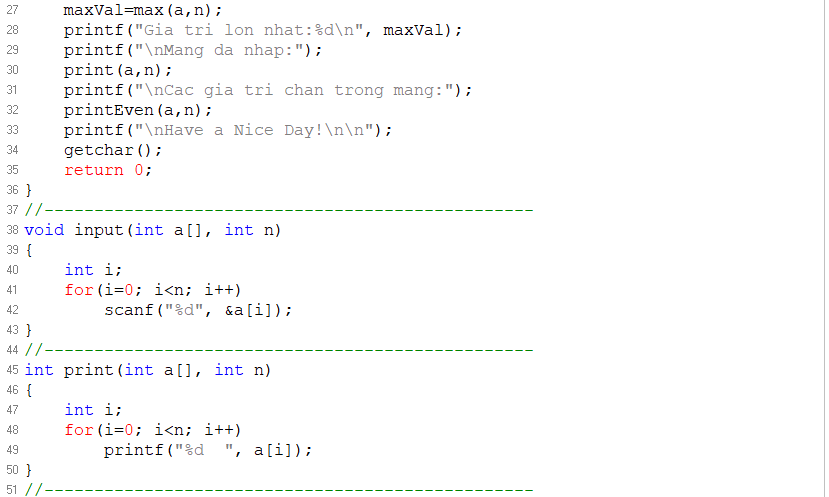 27 maxVal=max(a,n);
28 printf("Gia tri lon nhat:%d\n", maxVal);
29 printf("\nMang da nhap:");
30 print(a,n);
31 printf("\nCac gia tri chan trong mang:");
32 printEven(a,n);
33 printf("\nHave a Nice Day!\n\n");
34 getchar();
35 return 0;
36 }
37 //-------------------------------------------------
38 void input(int a[], int n)
39 {
40 int i;
41 for(i=0; i<n; i++)
42 scanf("%d", &a[i]);
43 }
44 //-------------------------------------------------
45 int print(int a[], int n)
46 {
47 int i;
48 for(i=0; i<n; i++)
49 printf("%d  ", a[i]);
50 }
51 //-------------------------------------------------